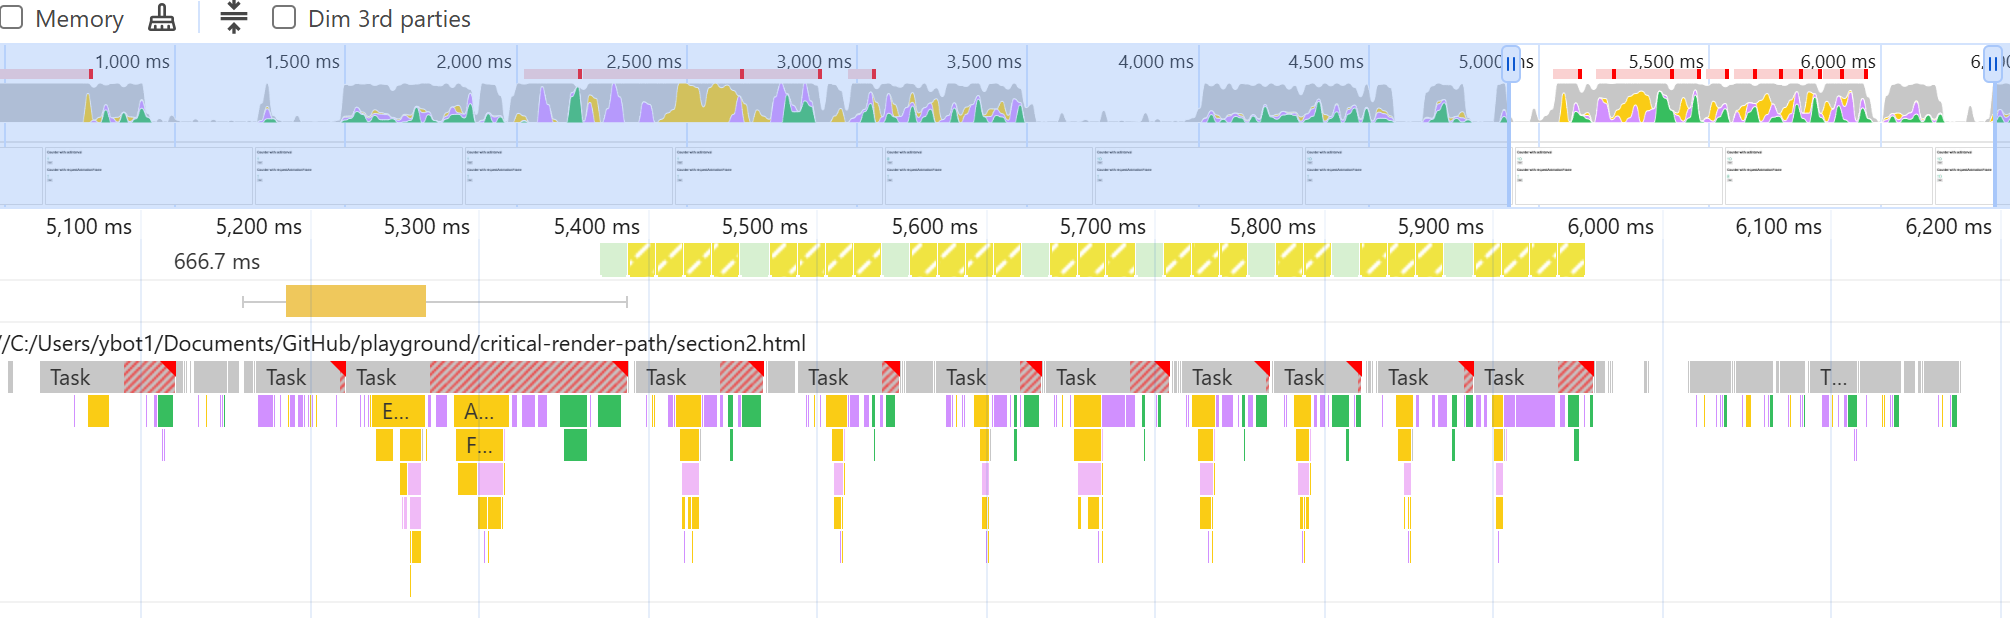 Memory Dim 3rd parties
1,000 ms 1,500 ms 2,000 ms 2,500 ms 3,000 ms 3,500 ms 4,000 ms 4,500 ms 5,000 ms 5,500 ms 6,000 ms
5,100 ms 5,200 ms 5,300 ms 5,400 ms 5,500 ms 5,600 ms 5,700 ms 5,800 ms 5,900 ms 6,000 ms 6,100 ms 6,200 ms
666.7 ms
//C:/Users/ybot1/Documents/GitHub/playground/critical-render-path/section2.html
Task Task Task Task Task Task Task Task Task Task Task T...
E... A...
F...